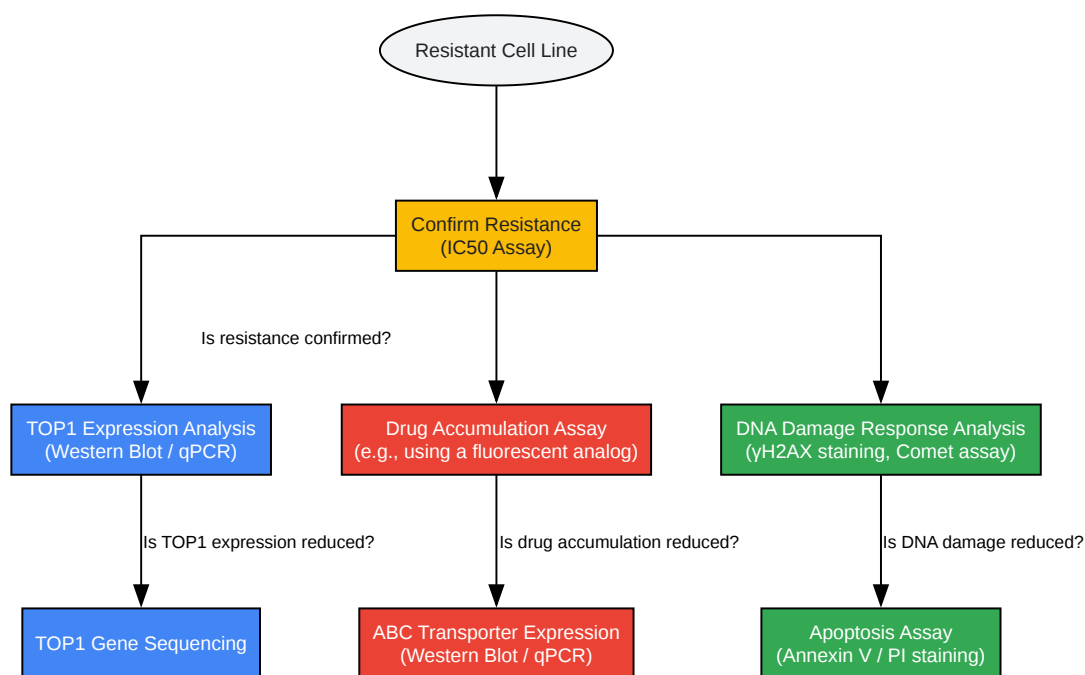 Resistant Cell Line
Confirm Resistance
(IC50 Assay)
Is resistance confirmed?
TOP1 Expression Analysis
(Western Blot / qPCR)
Drug Accumulation Assay
(e.g., using a fluorescent analog)
DNA Damage Response Analysis
(γH2AX staining, Comet assay)
Is TOP1 expression reduced?
Is drug accumulation reduced?
Is DNA damage reduced?
TOP1 Gene Sequencing
ABC Transporter Expression
(Western Blot / qPCR)
Apoptosis Assay
(Annexin V / PI staining)